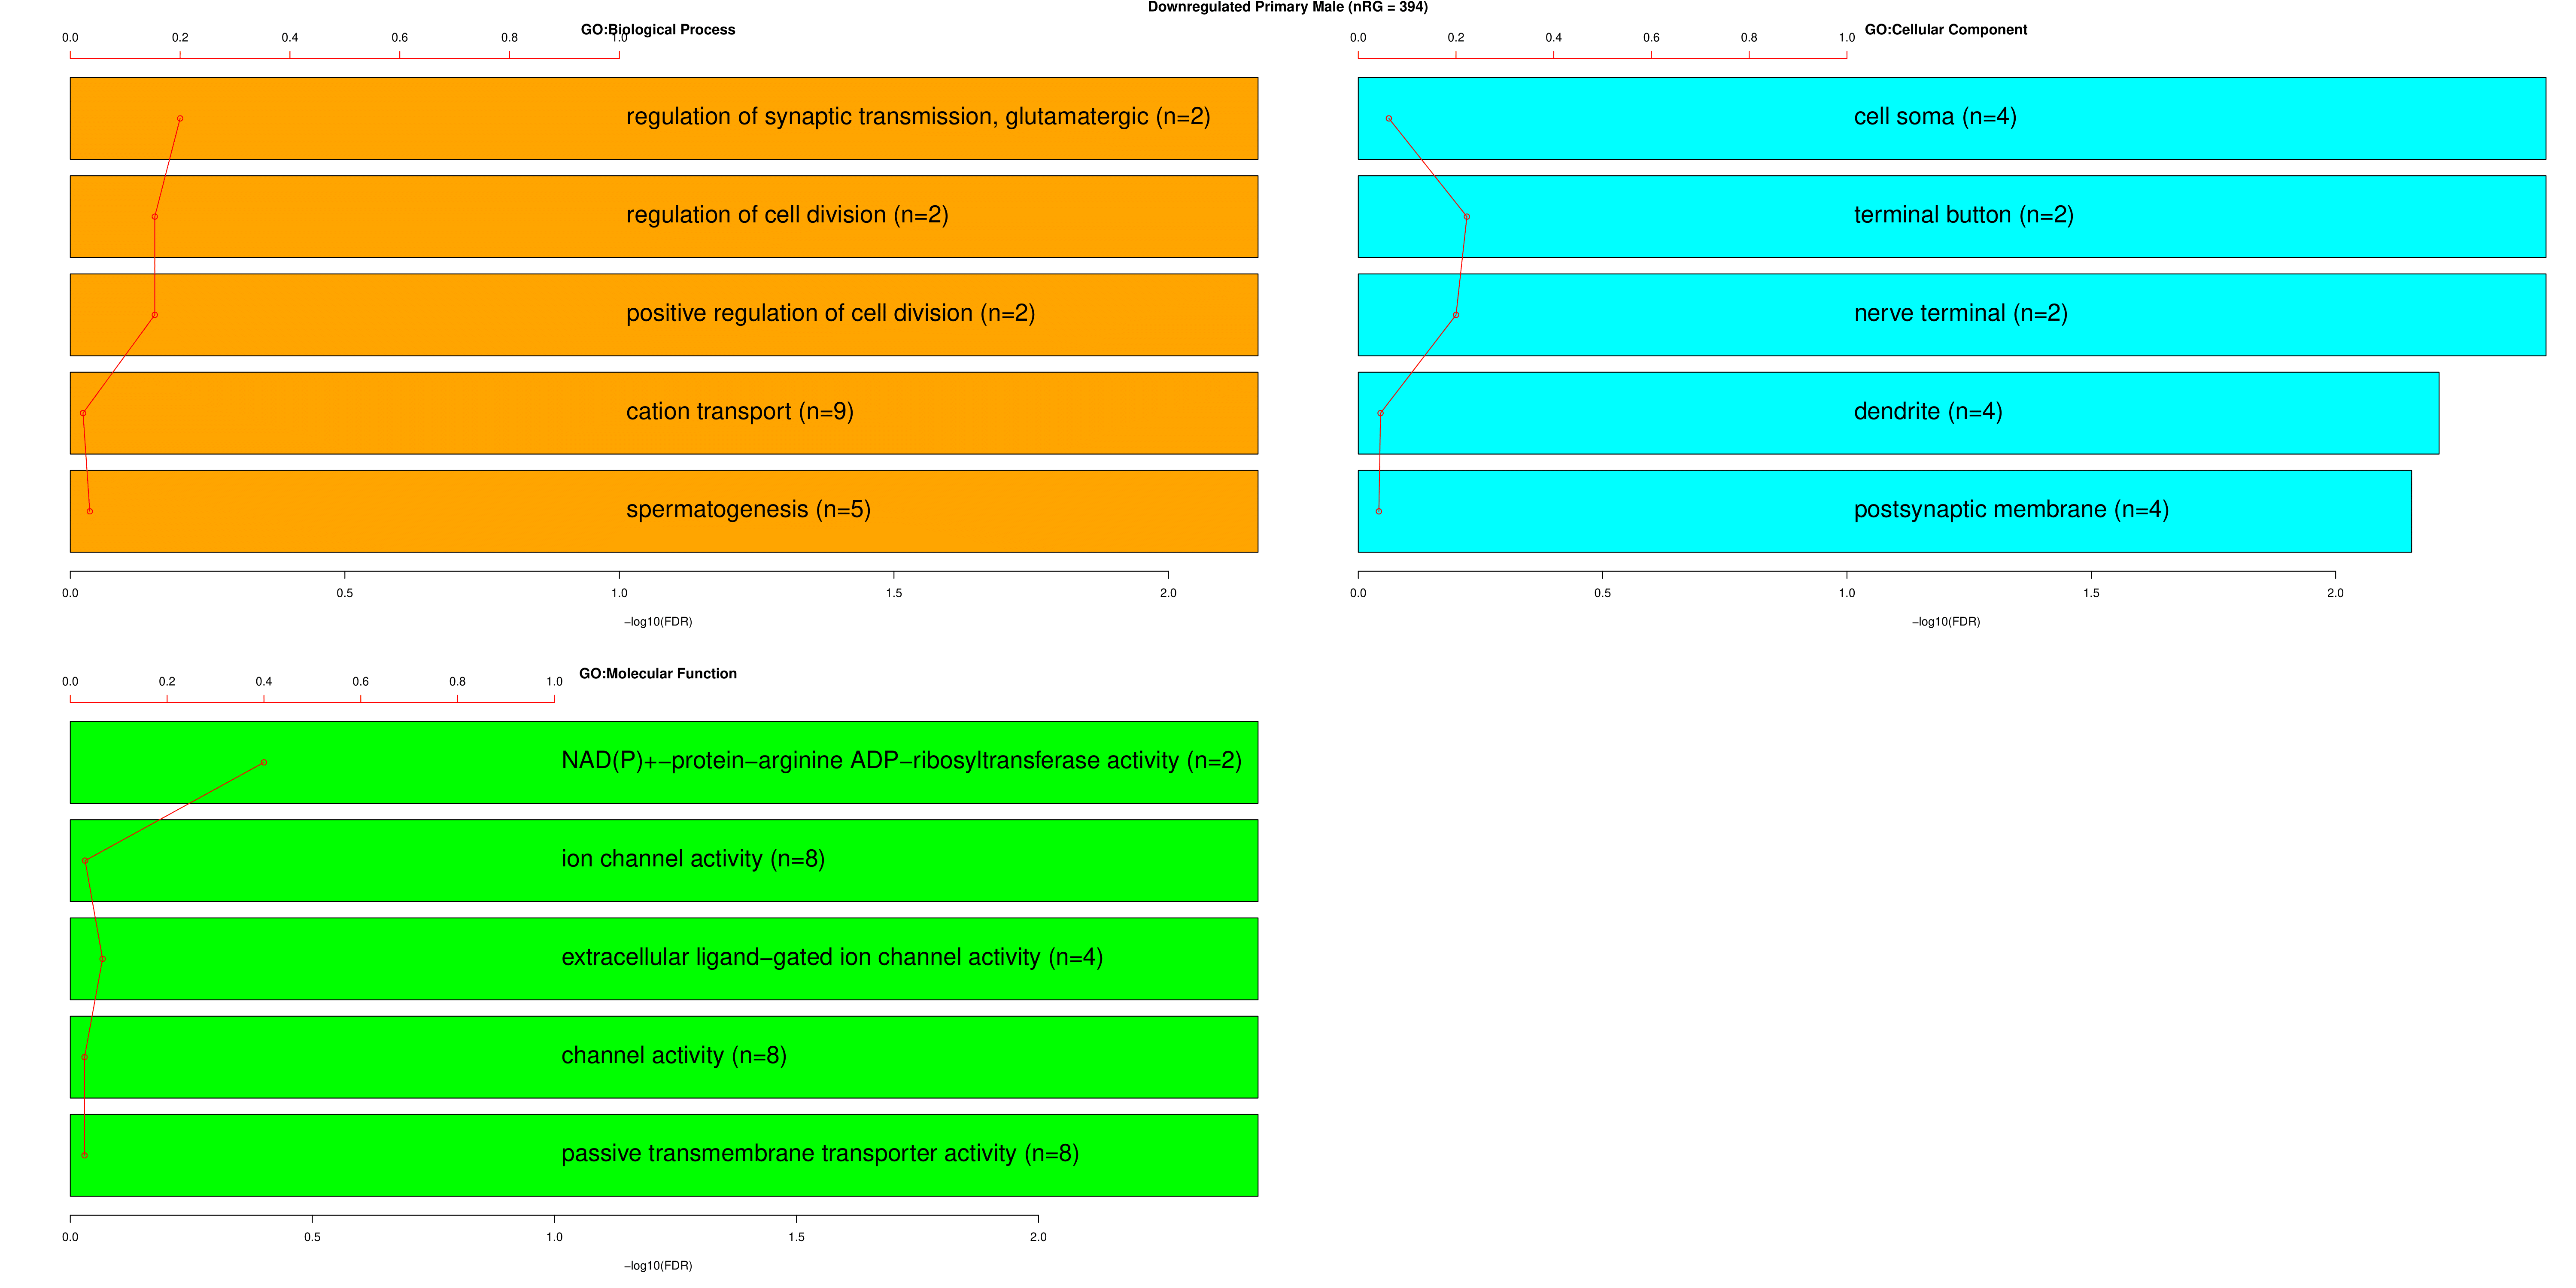 Downregulated Primary Male (nRG = 394)
GO:Biological Process
0.0 0.2 0.4 0.6 0.8 1.0
regulation of synaptic transmission, glutamatergic (n=2)
regulation of cell division (n=2)
positive regulation of cell division (n=2)
cation transport (n=9)
spermatogenesis (n=5)
0.0 0.5 1.0 1.5 2.0
−log10(FDR)
GO:Cellular Component
0.0 0.2 0.4 0.6 0.8 1.0
cell soma (n=4)
terminal button (n=2)
nerve terminal (n=2)
dendrite (n=4)
postsynaptic membrane (n=4)
0.0 0.5 1.0 1.5 2.0
−log10(FDR)
GO:Molecular Function
0.0 0.2 0.4 0.6 0.8 1.0
NAD(P)+−protein−arginine ADP−ribosyltransferase activity (n=2)
ion channel activity (n=8)
extracellular ligand−gated ion channel activity (n=4)
channel activity (n=8)
passive transmembrane transporter activity (n=8)
0.0 0.5 1.0 1.5 2.0
−log10(FDR)